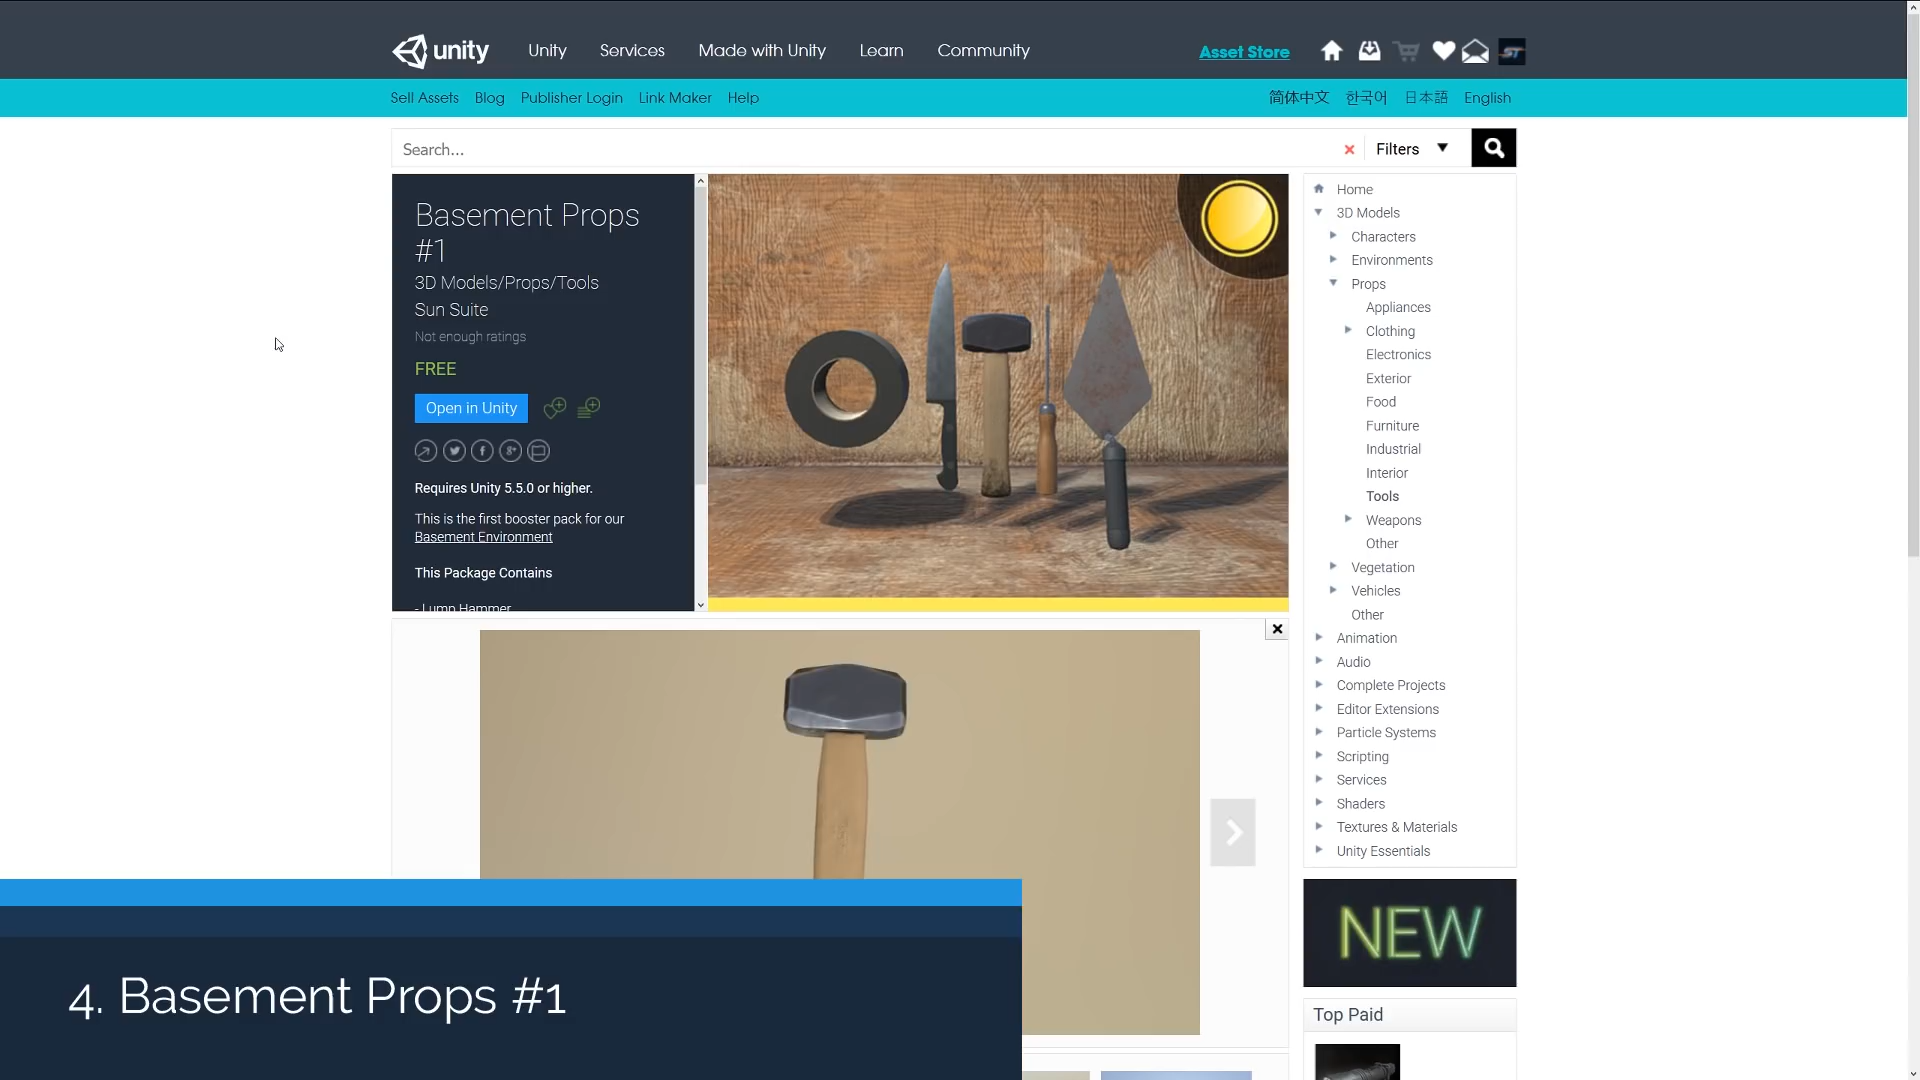 unity
Unity
Services
Made with Unity
Learn
Community
Asset Store
ST
Sell Assets
Blog
Publisher Login
Link Maker
Help
简体中文
한국어
日本語
English
Search...
Filters
Basement Props
#1
3D Models/Props/Tools
Sun Suite
Not enough ratings
FREE
Open in Unity
Requires Unity 5.5.0 or higher.
This is the first booster pack for our
Basement Environment
This Package Contains
- Lump Hammer
Home
3D Models
Characters
Environments
Props
Appliances
Clothing
Electronics
Exterior
Food
Furniture
Industrial
Interior
Tools
Weapons
Other
Vegetation
Vehicles
Other
Animation
Audio
Complete Projects
Editor Extensions
Particle Systems
Scripting
Services
Shaders
Textures & Materials
Unity Essentials
NEW
Top Paid
4. Basement Props #1